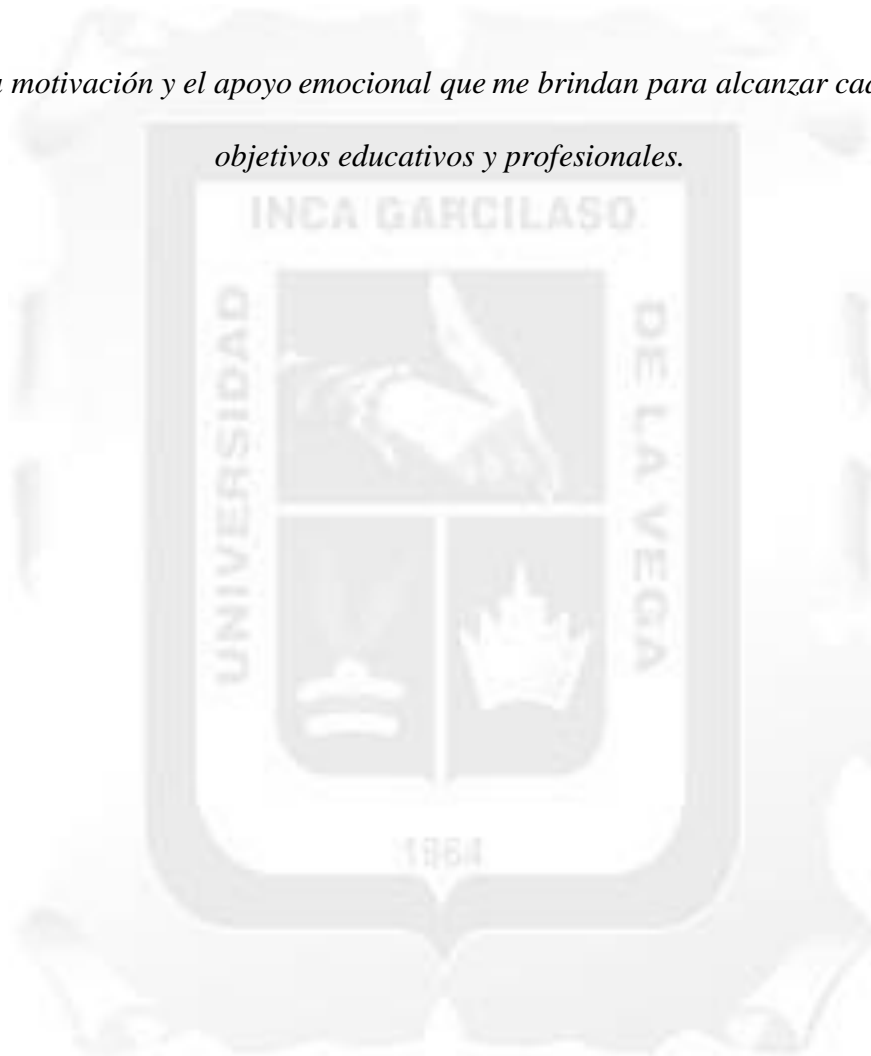 motivación y el apoyo emocional que me brindan para alcanzar
objetivos educativos y profesionales.
INCA GARCILASO
UNIVERSIDAD
DE LA VEGA
1964